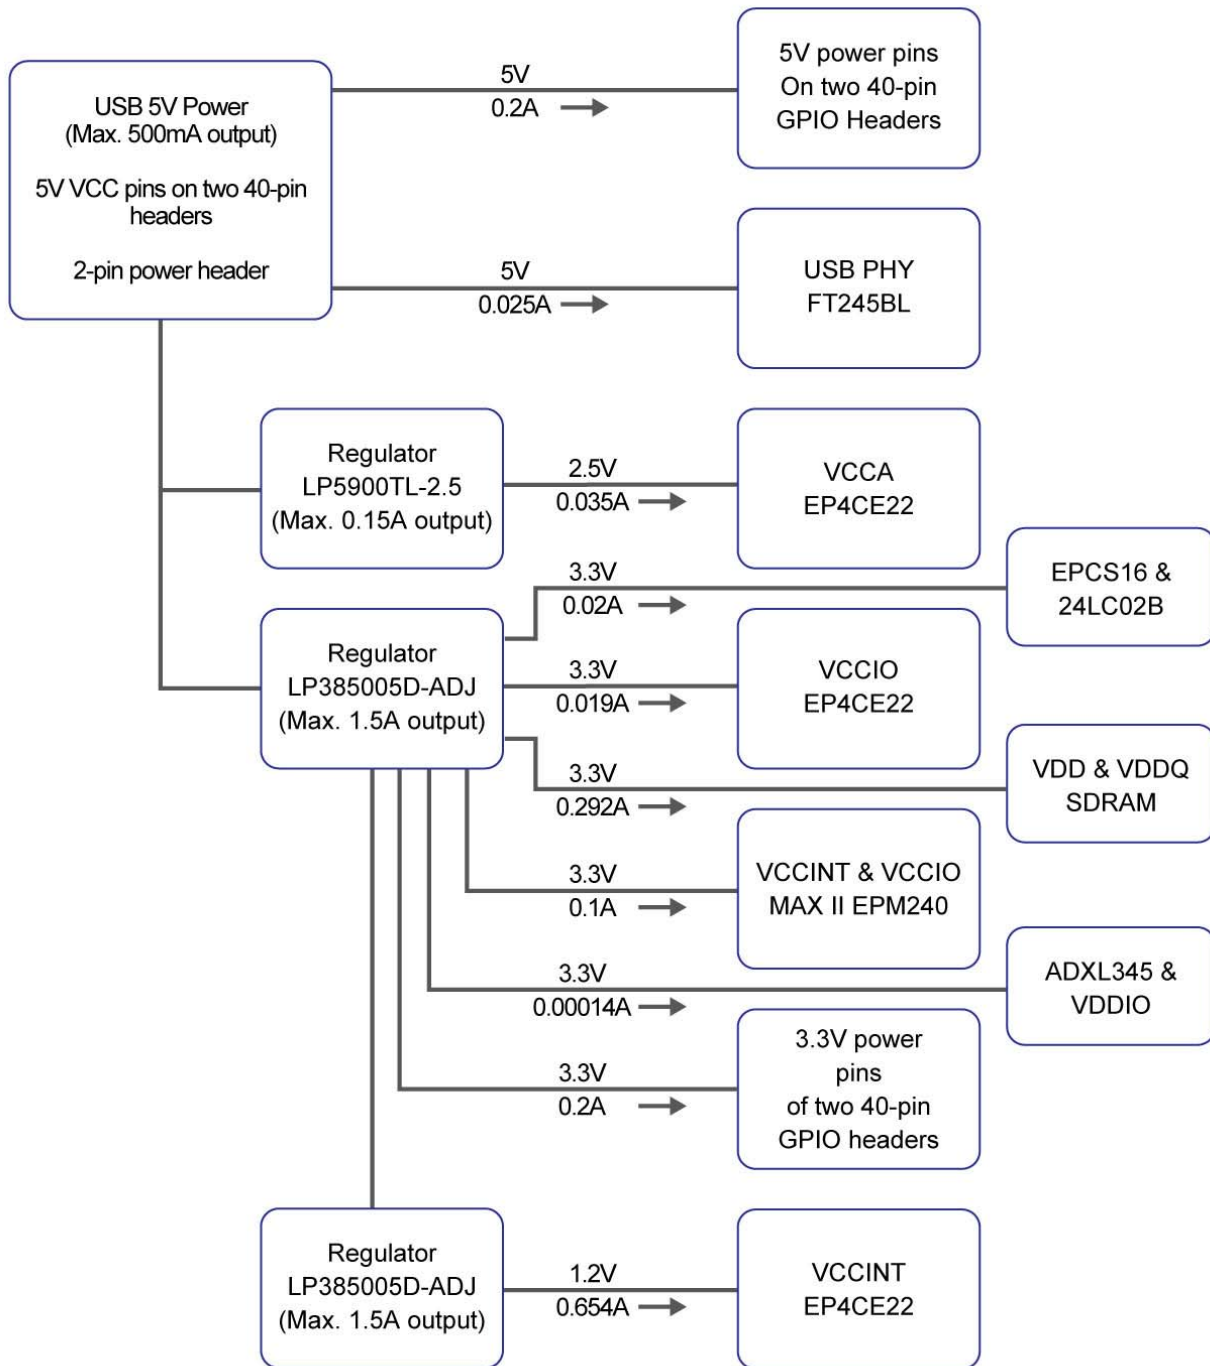 USB 5V Power
(Max. 500mA output)
5V VCC pins on two 40-pin
headers
2-pin power header
5V
0.2A
5V power pins
On two 40-pin
GPIO Headers
5V
0.025A
USB PHY
FT245BL
Regulator
LP5900TL-2.5
(Max. 0.15A output)
2.5V
0.035A
VCCA
EP4CE22
3.3V
0.02A
EPCS16 &
24LC02B
Regulator
LP385005D-ADJ
(Max. 1.5A output)
3.3V
0.019A
VCCIO
EP4CE22
3.3V
0.292A
VDD & VDDQ
SDRAM
3.3V
0.1A
VCCINT & VCCIO
MAX II EPM240
3.3V
0.00014A
ADXL345 &
VDDIO
3.3V
0.2A
3.3V power
pins
of two 40-pin
GPIO headers
Regulator
LP385005D-ADJ
(Max. 1.5A output)
1.2V
0.654A
VCCINT
EP4CE22